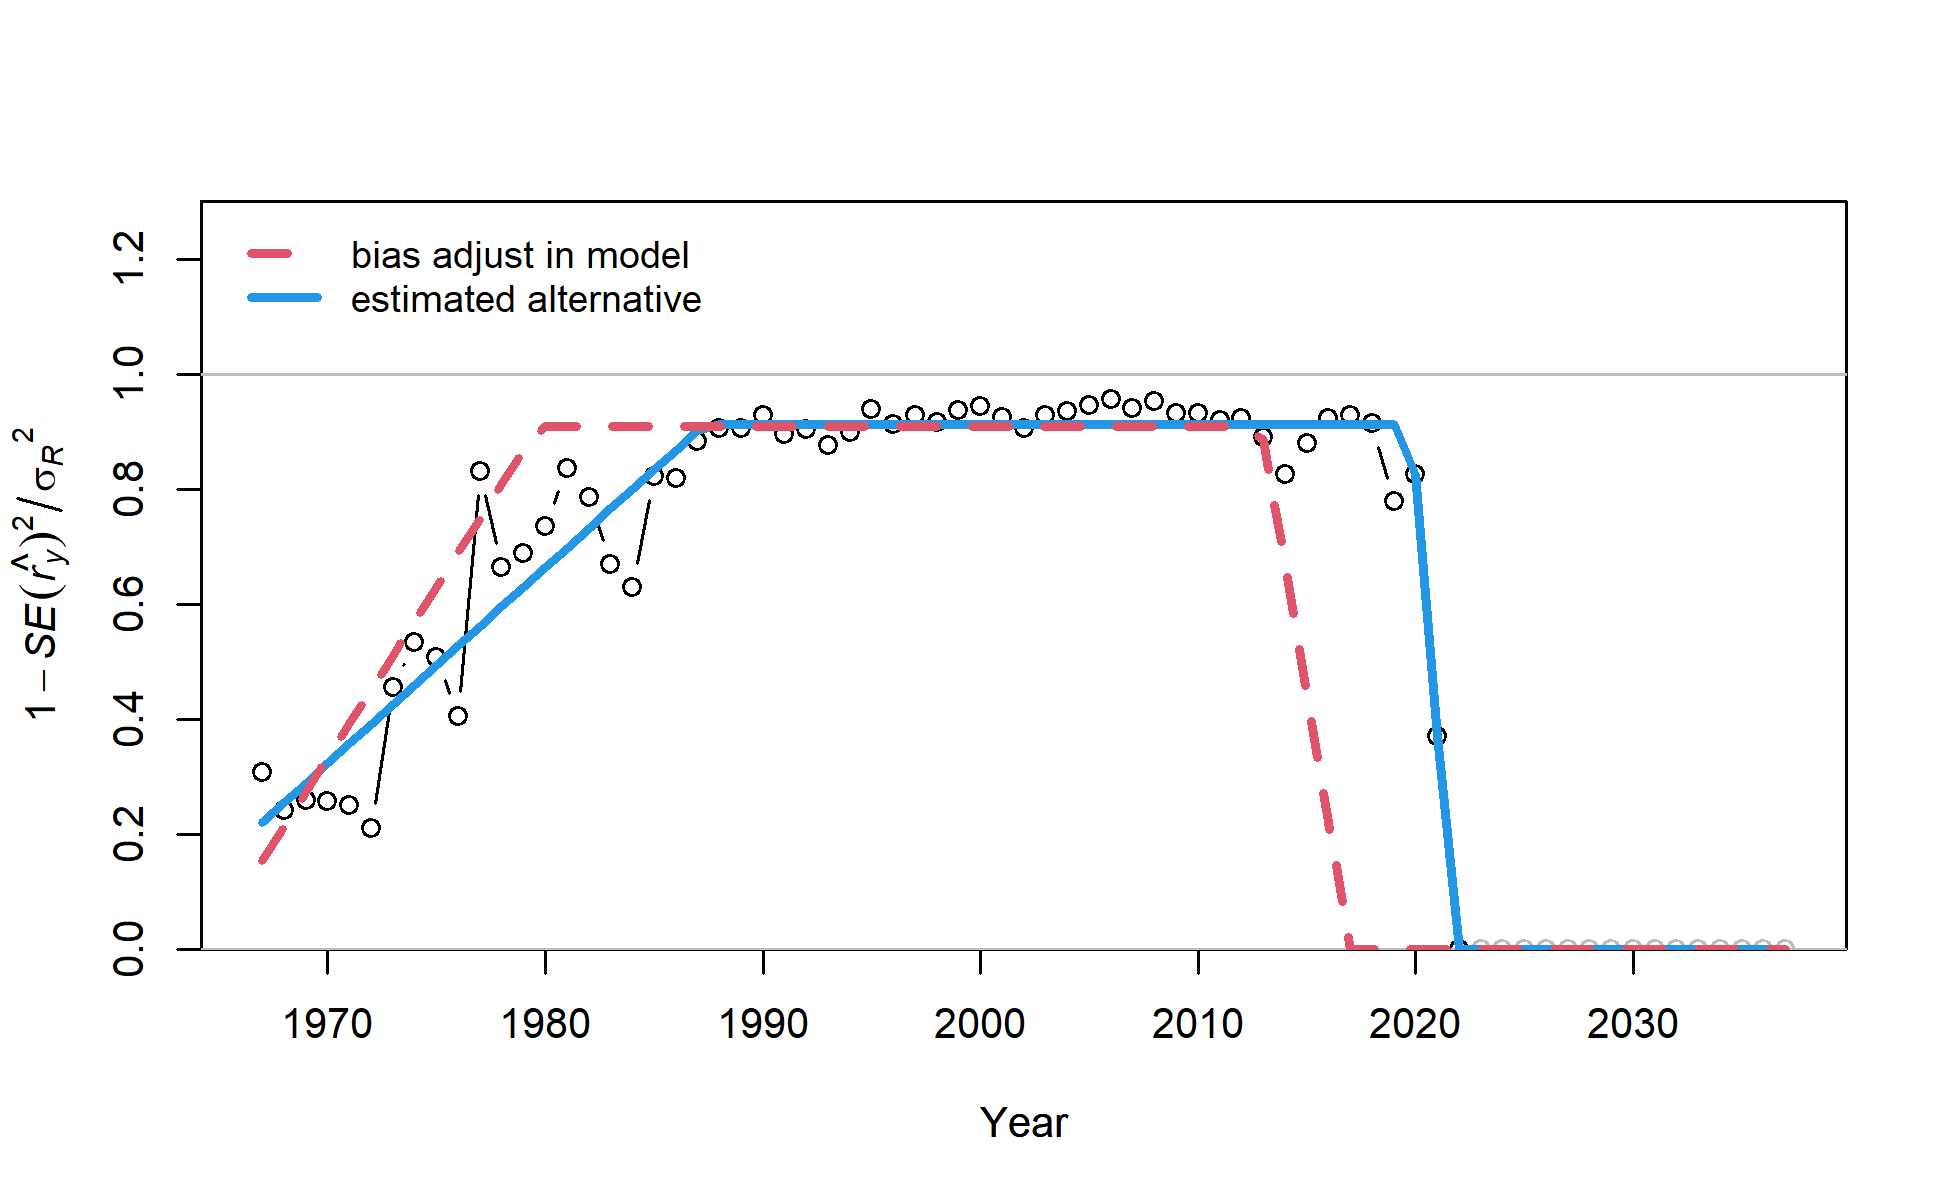 bias adjust in model
estimated alternative
1 − SE(r̂y)² / σR²
0.0 0.2 0.4 0.6 0.8 1.0 1.2
1970 1980 1990 2000 2010 2020 2030
Year